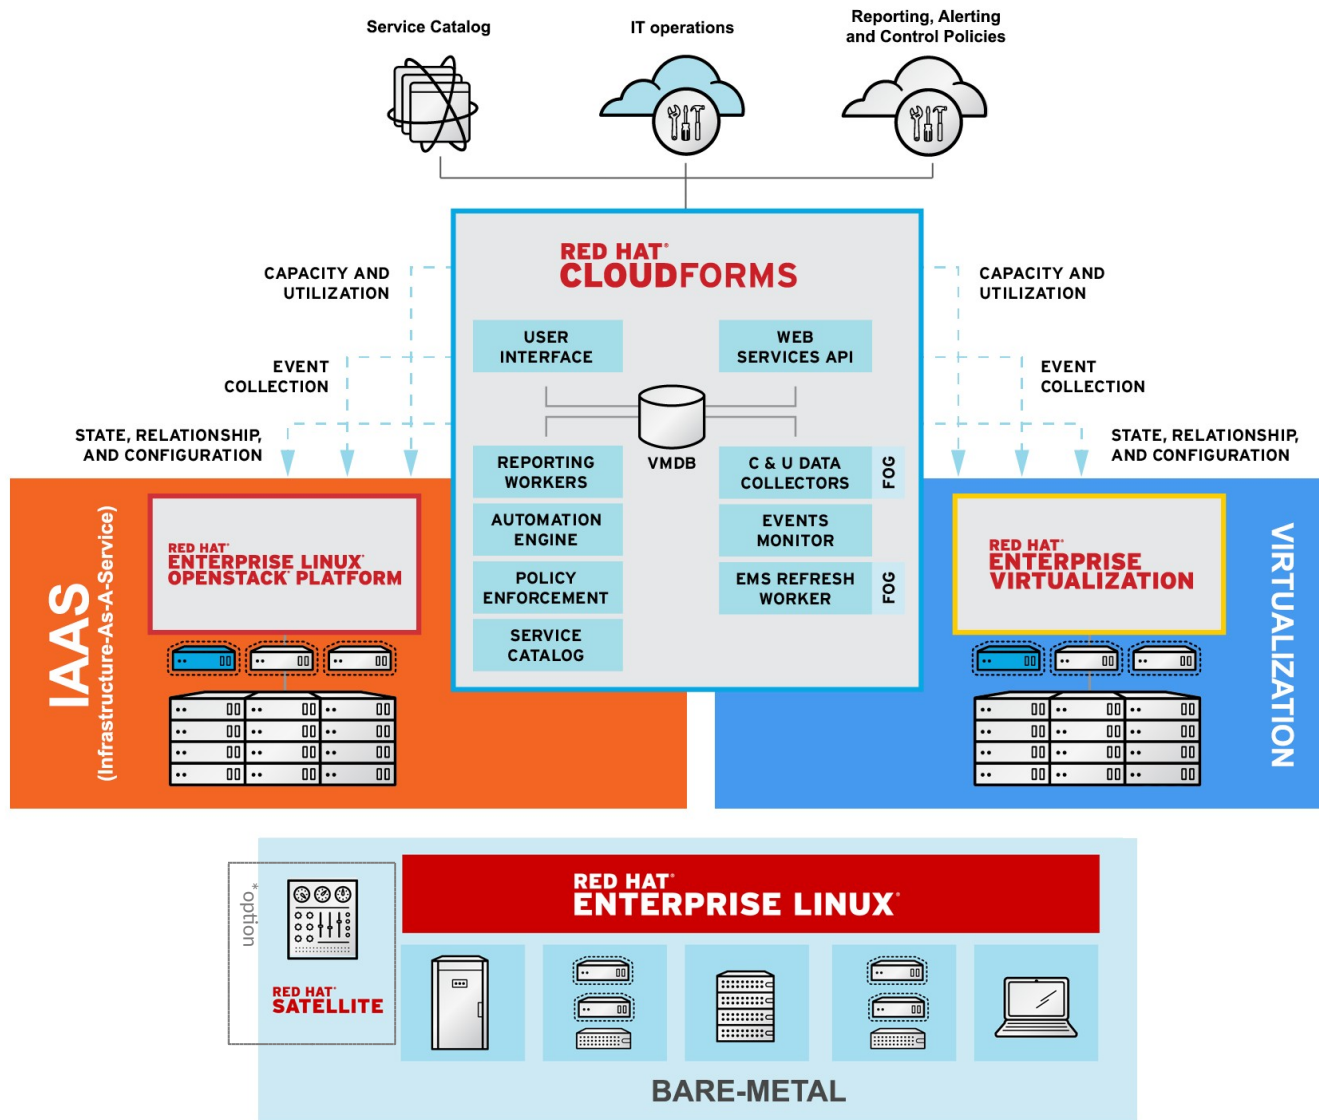 Service Catalog
IT operations
Reporting, Alerting
and Control Policies
RED HAT®
CLOUDFORMS
CAPACITY AND
UTILIZATION
CAPACITY AND
UTILIZATION
USER
INTERFACE
WEB
SERVICES API
EVENT
COLLECTION
EVENT
COLLECTION
STATE, RELATIONSHIP,
AND CONFIGURATION
STATE, RELATIONSHIP,
AND CONFIGURATION
VMDB
REPORTING
WORKERS
C & U DATA
COLLECTORS
FOG
AUTOMATION
ENGINE
EVENTS
MONITOR
POLICY
ENFORCEMENT
EMS REFRESH
WORKER
FOG
SERVICE
CATALOG
IAAS
(Infrastructure-As-A-Service)
RED HAT®
ENTERPRISE LINUX®
OPENSTACK® PLATFORM
RED HAT®
ENTERPRISE
VIRTUALIZATION
VIRTUALIZATION
*option
RED HAT®
SATELLITE
RED HAT®
ENTERPRISE LINUX®
BARE-METAL